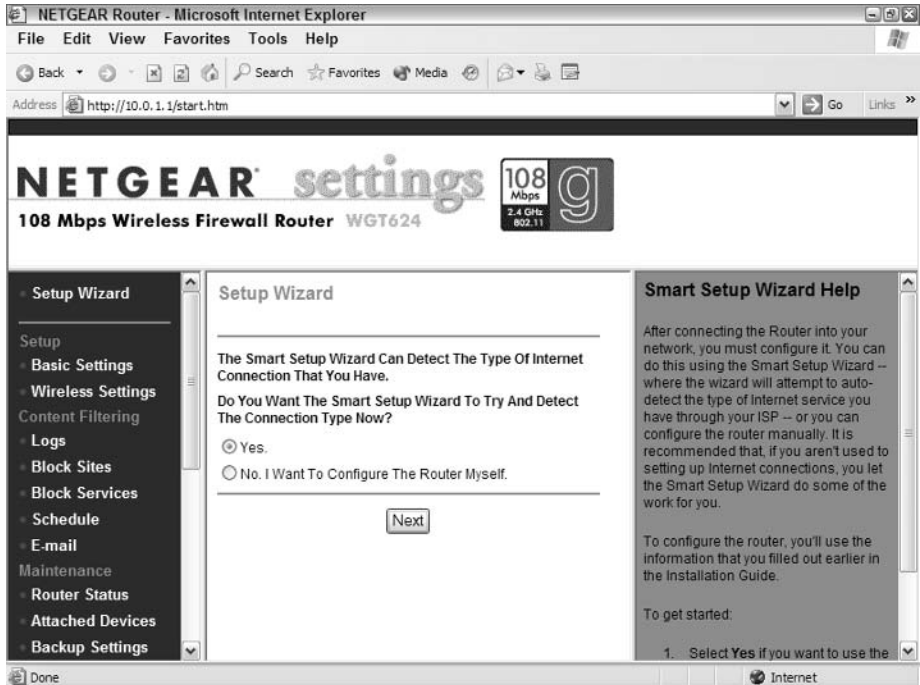 NETGEAR Router - Microsoft Internet Explorer
File Edit View Favorites Tools Help
Back Search Favorites Media
Address http://10.0.1.1/start.htm Go Links »
NETGEAR settings
108 Mbps Wireless Firewall Router WGT624
108
Mbps
2.4 GHz
802.11
g
Setup Wizard
Setup
Basic Settings
Wireless Settings
Content Filtering
Logs
Block Sites
Block Services
Schedule
E-mail
Maintenance
Router Status
Attached Devices
Backup Settings
Setup Wizard
The Smart Setup Wizard Can Detect The Type Of Internet
Connection That You Have.
Do You Want The Smart Setup Wizard To Try And Detect
The Connection Type Now?
Yes.
No. I Want To Configure The Router Myself.
Next
Smart Setup Wizard Help
After connecting the Router into your
network, you must configure it. You can
do this using the Smart Setup Wizard --
where the wizard will attempt to auto-
detect the type of Internet service you
have through your ISP -- or you can
configure the router manually. It is
recommended that, if you aren't used to
setting up Internet connections, you let
the Smart Setup Wizard do some of the
work for you.
To configure the router, you'll use the
information that you filled out earlier in
the Installation Guide.
To get started:
1. Select Yes if you want to use the
Done Internet